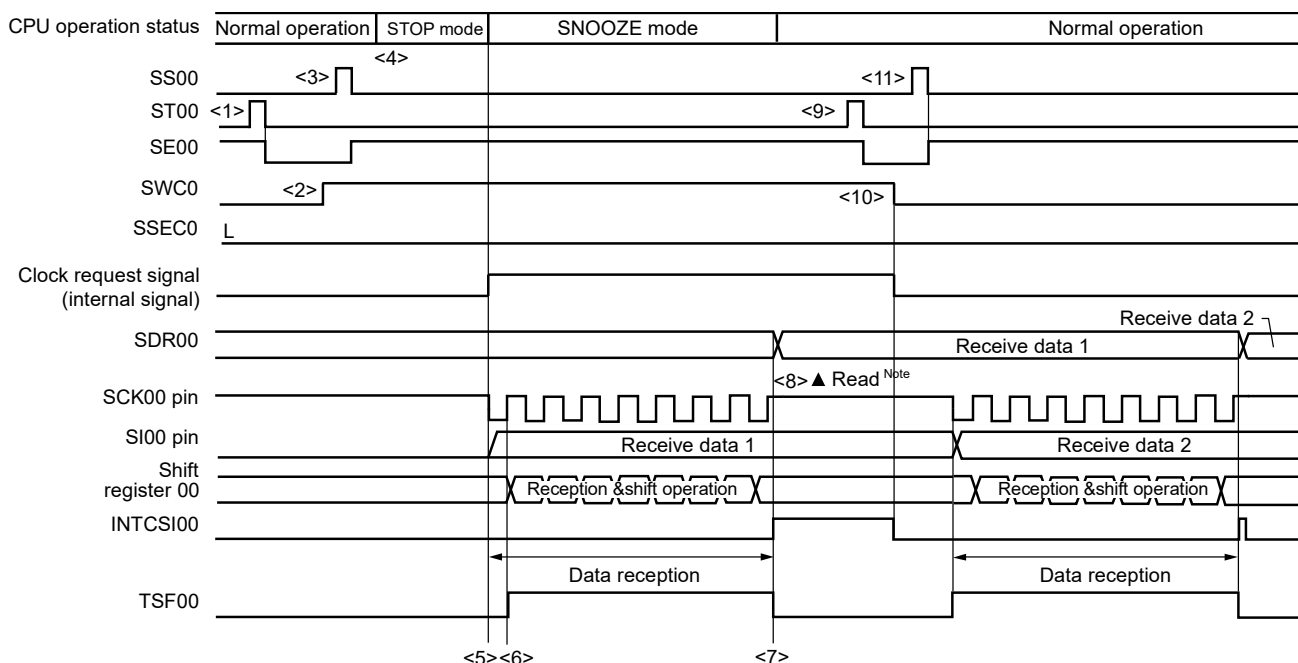 CPU operation status Normal operation STOP mode SNOOZE mode Normal operation
<4>
SS00 <3> <11>
ST00 <1> <9>
SE00
SWC0 <2> <10>
SSEC0 L
Clock request signal
(internal signal)
Receive data 2
SDR00 Receive data 1
<8> ▲ Read Note
SCK00 pin
SI00 pin Receive data 1 Receive data 2
Shift
register 00 Reception &shift operation Reception &shift operation
INTCSI00
Data reception Data reception
TSF00
<5> <6> <7>